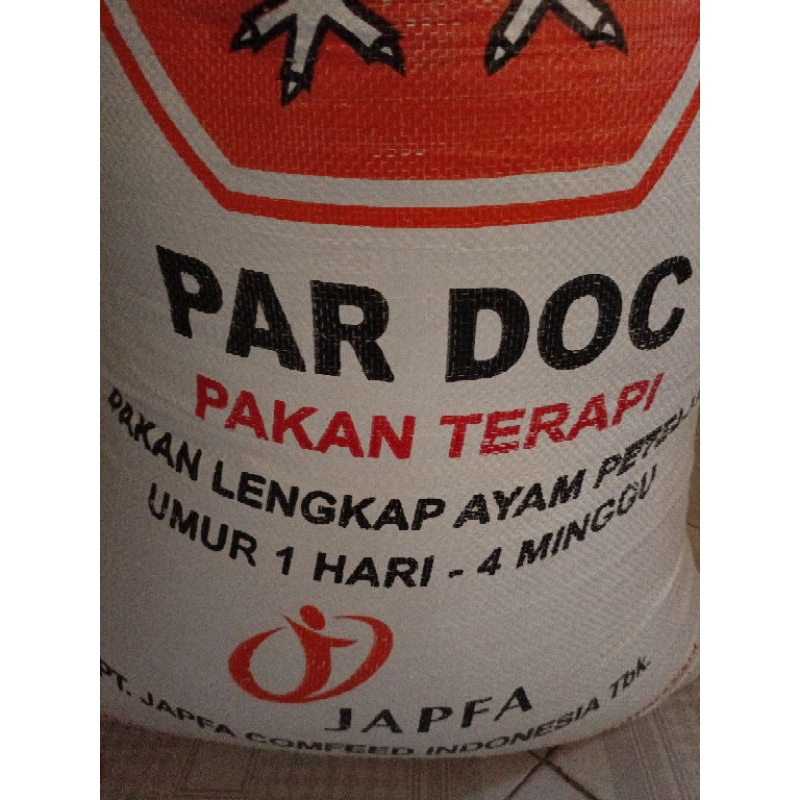 PAR DOC
PAKAN TERAPI
PAKAN LENGKAP AYAM
UMUR 1 HARI - 4 MINGGU
JAPFA
PT. JAPFA COMFEED INDONESIA Tbk.